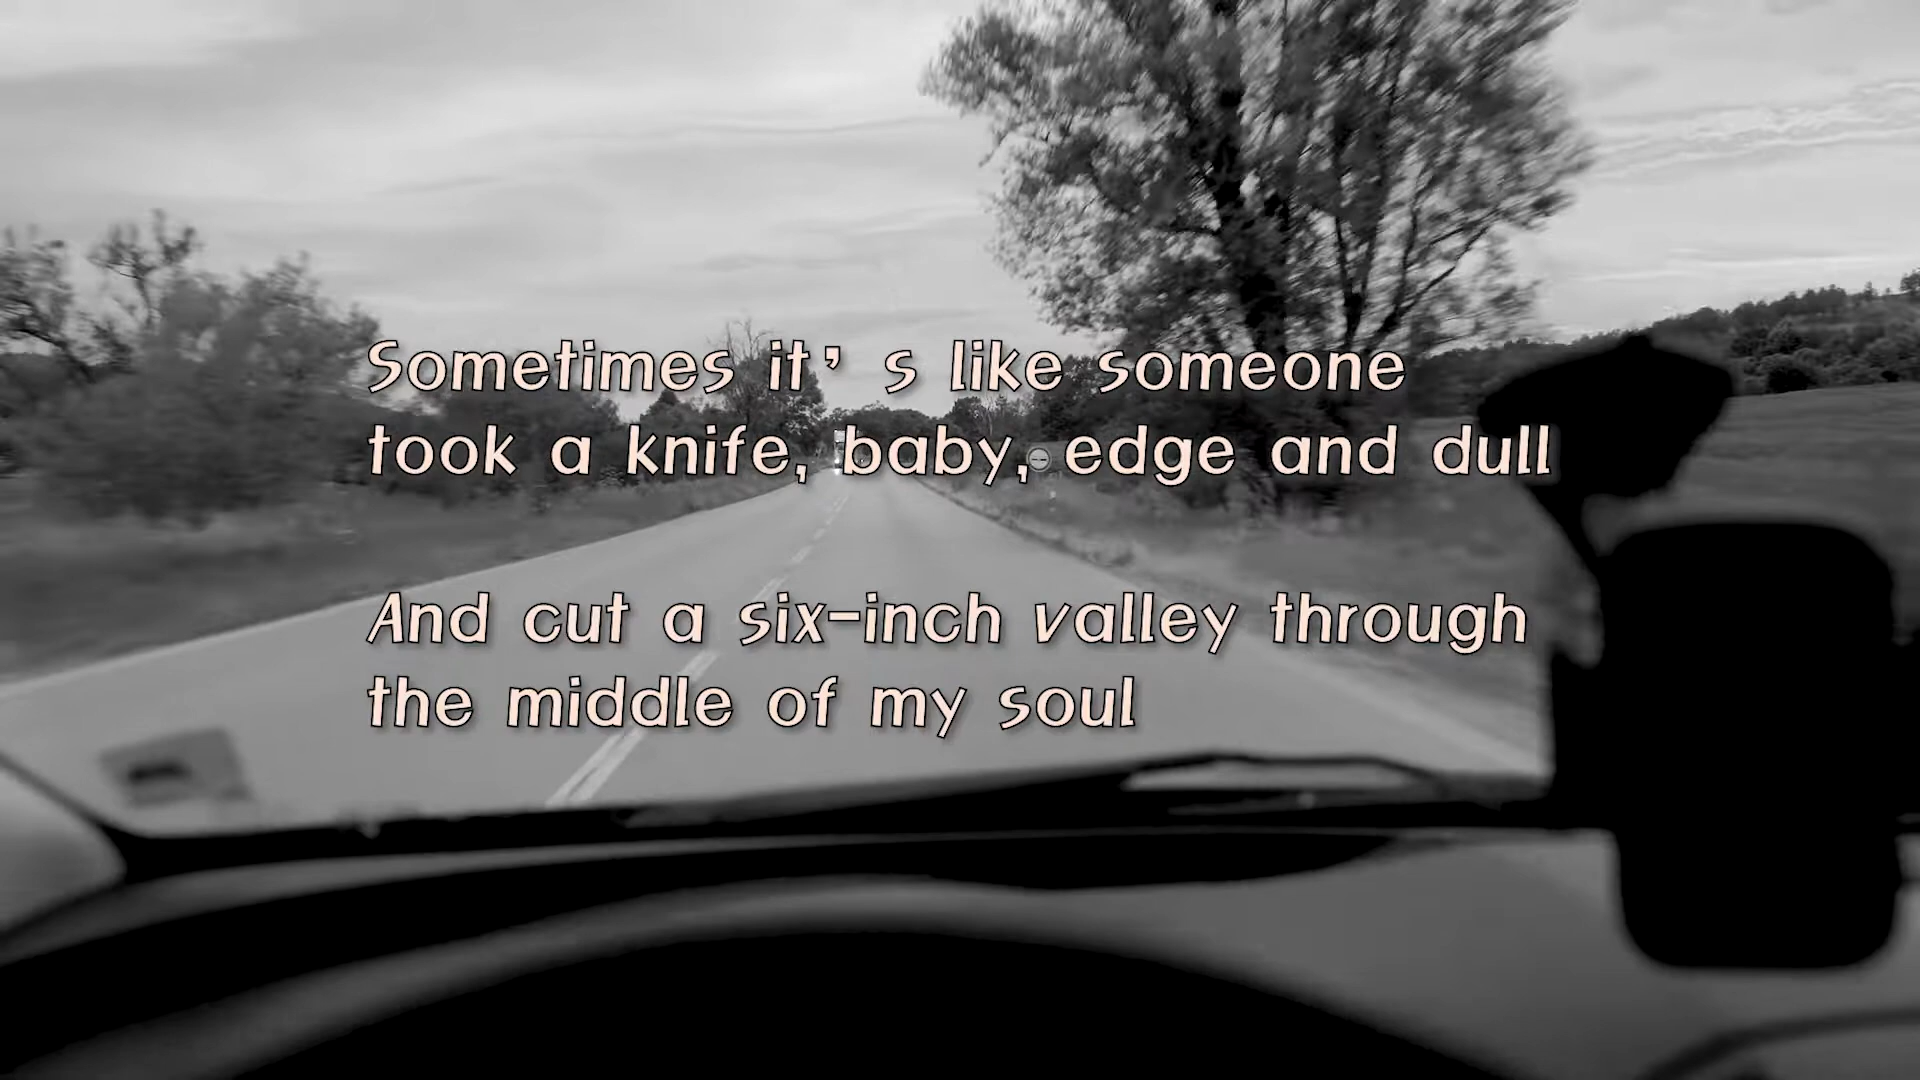 Sometimes it’s like someone
took a knife, baby, edge and dull
And cut a six-inch valley through
the middle of my soul